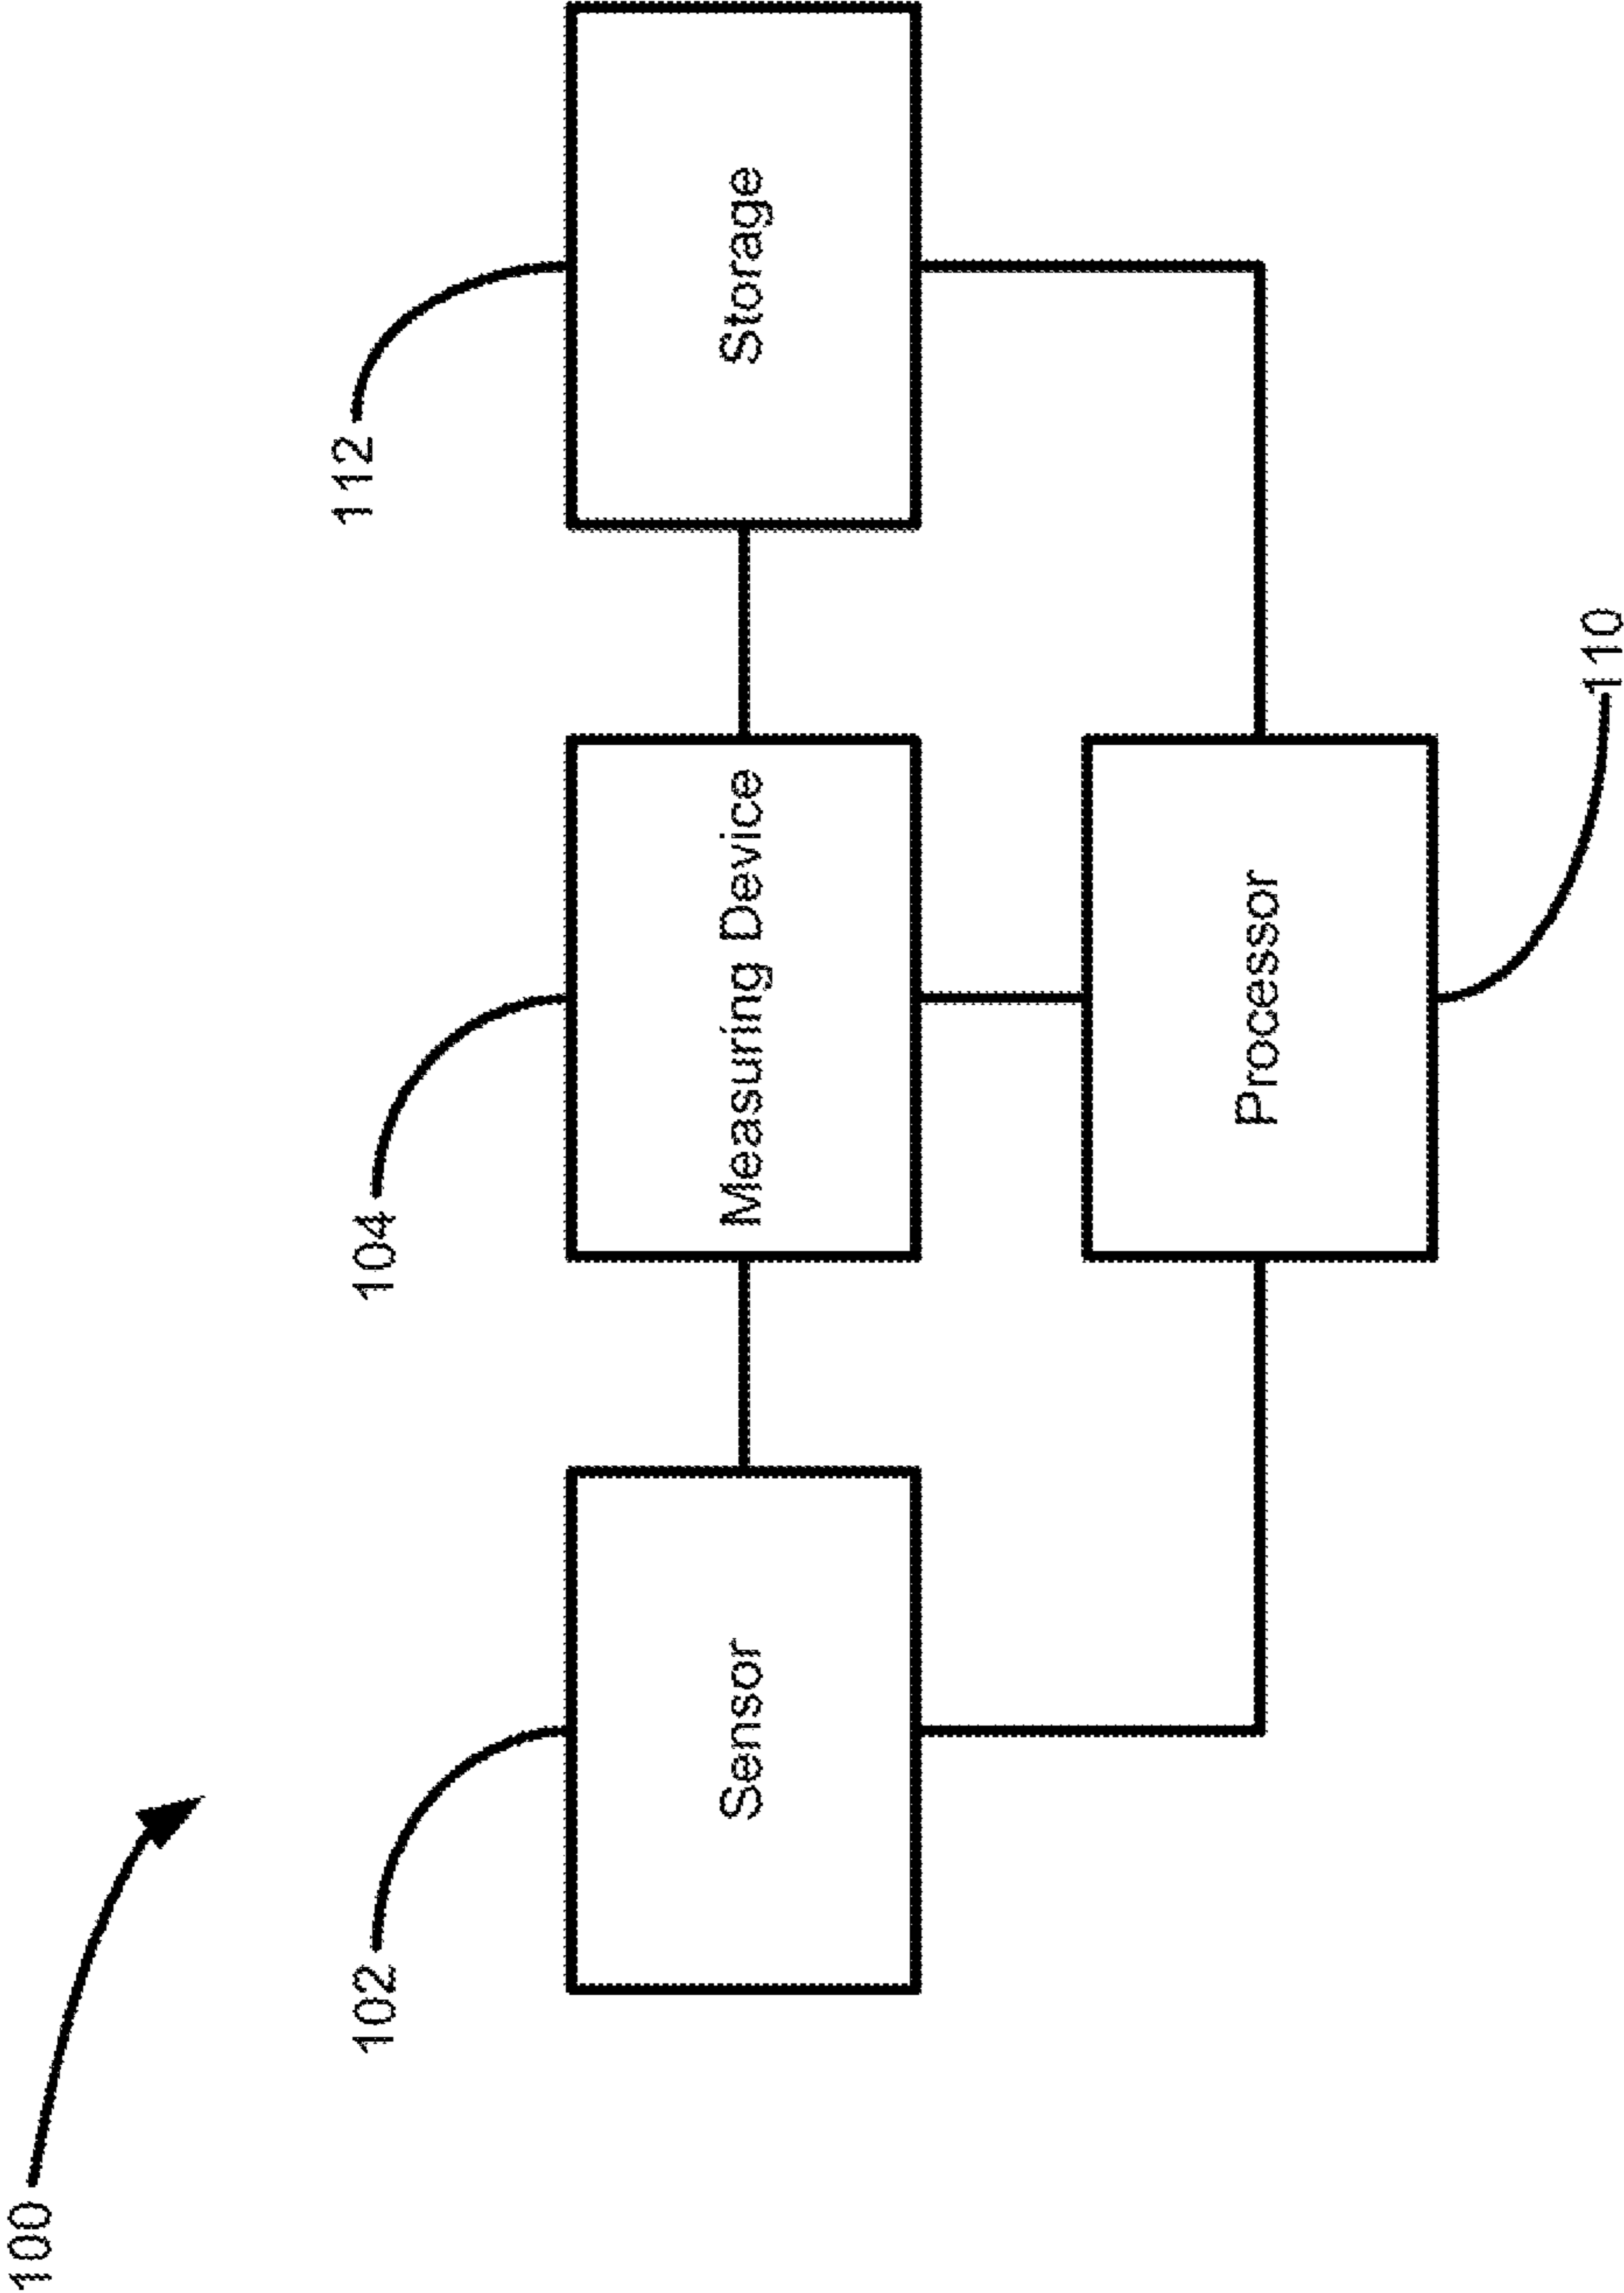 100
102
104
112
Sensor
Measuring Device
Storage
Processor
110